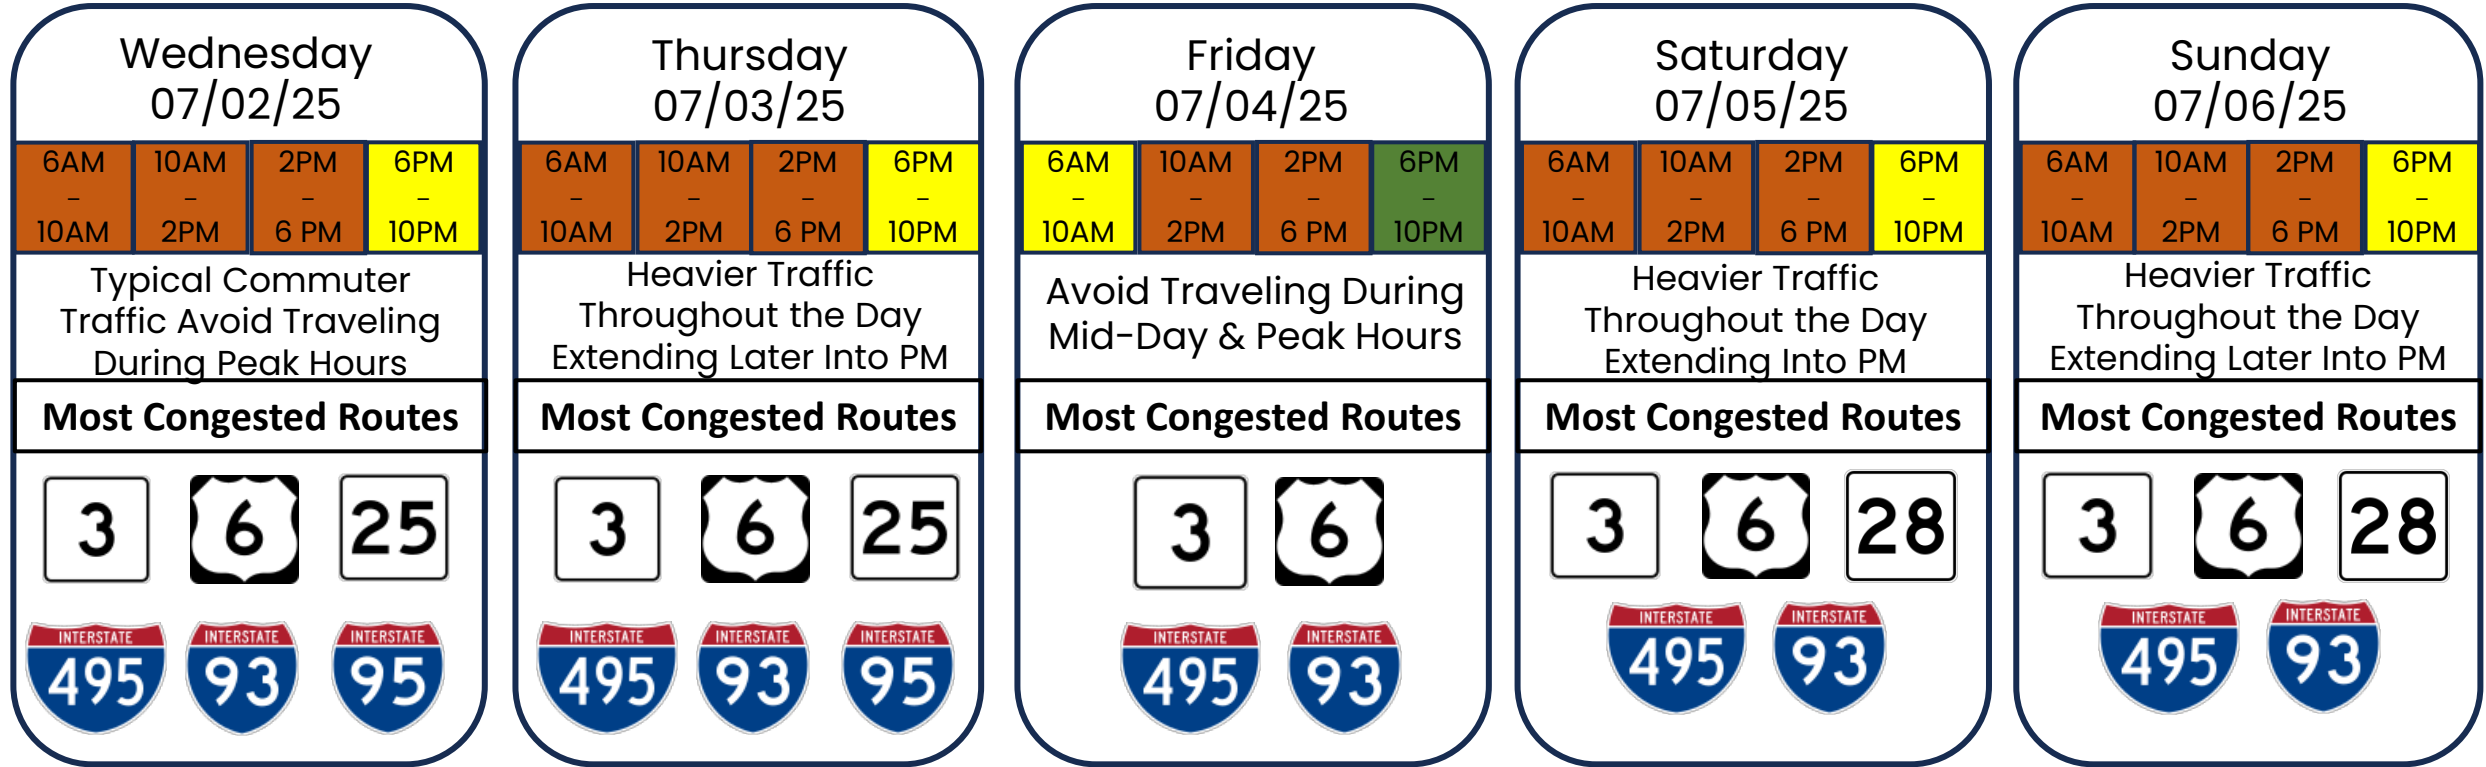 Wednesday
07/02/25
6AM
-
10AM
10AM
-
2PM
2PM
-
6 PM
6PM
-
10PM
Typical Commuter
Traffic Avoid Traveling
During Peak Hours
Most Congested Routes
3
6
25
INTERSTATE
495
INTERSTATE
93
INTERSTATE
95
Thursday
07/03/25
6AM
-
10AM
10AM
-
2PM
2PM
-
6 PM
6PM
-
10PM
Heavier Traffic
Throughout the Day
Extending Later Into PM
Most Congested Routes
3
6
25
INTERSTATE
495
INTERSTATE
93
INTERSTATE
95
Friday
07/04/25
6AM
-
10AM
10AM
-
2PM
2PM
-
6 PM
6PM
-
10PM
Avoid Traveling During
Mid-Day & Peak Hours
Most Congested Routes
3
6
INTERSTATE
495
INTERSTATE
93
Saturday
07/05/25
6AM
-
10AM
10AM
-
2PM
2PM
-
6 PM
6PM
-
10PM
Heavier Traffic
Throughout the Day
Extending Into PM
Most Congested Routes
3
6
28
INTERSTATE
495
INTERSTATE
93
Sunday
07/06/25
6AM
-
10AM
10AM
-
2PM
2PM
-
6 PM
6PM
-
10PM
Heavier Traffic
Throughout the Day
Extending Later Into PM
Most Congested Routes
3
6
28
INTERSTATE
495
INTERSTATE
93